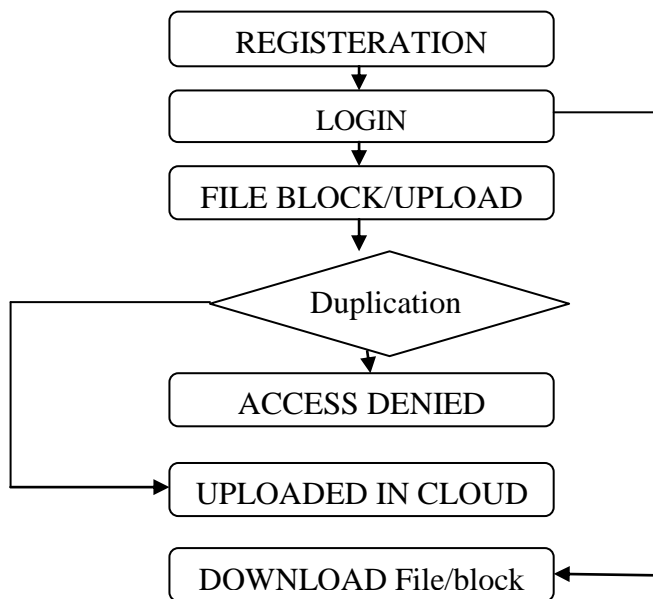 REGISTERATION
LOGIN
FILE BLOCK/UPLOAD
Duplication
ACCESS DENIED
UPLOADED IN CLOUD
DOWNLOAD File/block